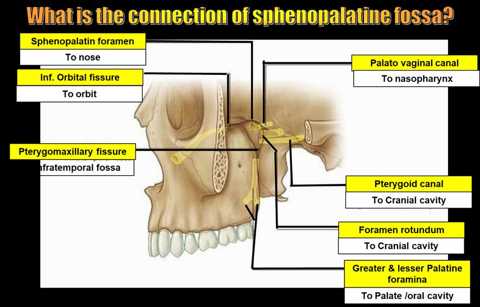 What is the connection of sphenopalatine fossa?
Sphenopalatin foramen
To nose
Inf. Orbital fissure
To orbit
Pterygomaxillary fissure
nfratemporal fossa
Palato vaginal canal
To nasopharynx
Pterygoid canal
To Cranial cavity
Foramen rotundum
To Cranial cavity
Greater & lesser Palatine
foramina
To Palate /oral cavity